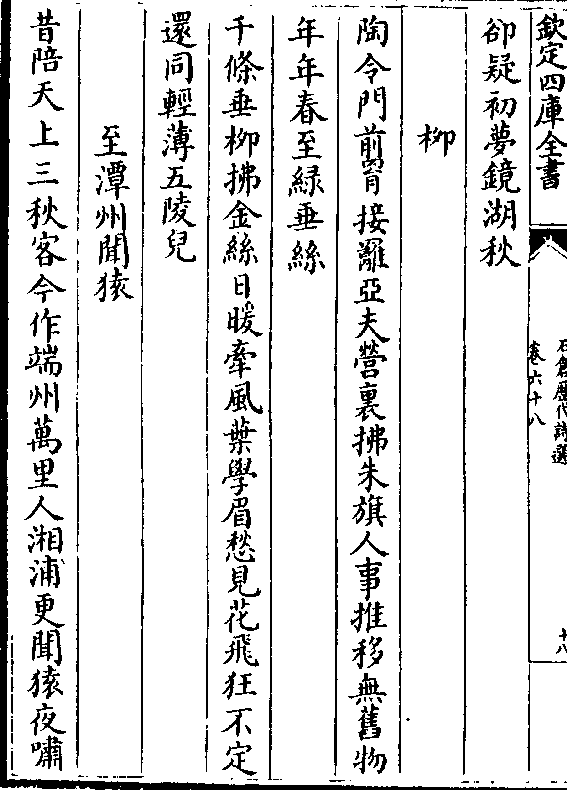 欽定四庫全書
石倉歷代詩選
卷六十八
十八
卻疑初夢鏡湖秋
柳
陶令門前罥接䍦亞夫營裏拂朱旗人事推移無舊物
年年春至綠垂絲
千條垂柳拂金絲日暖牽風葉學眉愁見花飛狂不定
還同輕薄五陵兒
至潭州聞猿
昔陪天上三秋客今作端州萬里人湘浦更聞猿夜嘯